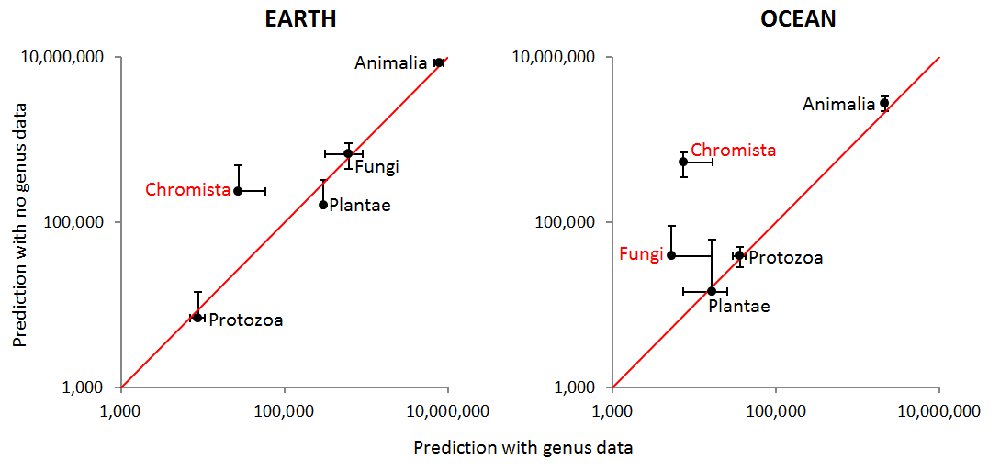 EARTH
OCEAN
Prediction with no genus data
10,000,000
100,000
1,000
Animalia
Fungi
Chromista
Plantae
Protozoa
1,000
100,000
10,000,000
10,000,000
100,000
1,000
Animalia
Chromista
Fungi
Protozoa
Plantae
1,000
100,000
10,000,000
Prediction with genus data